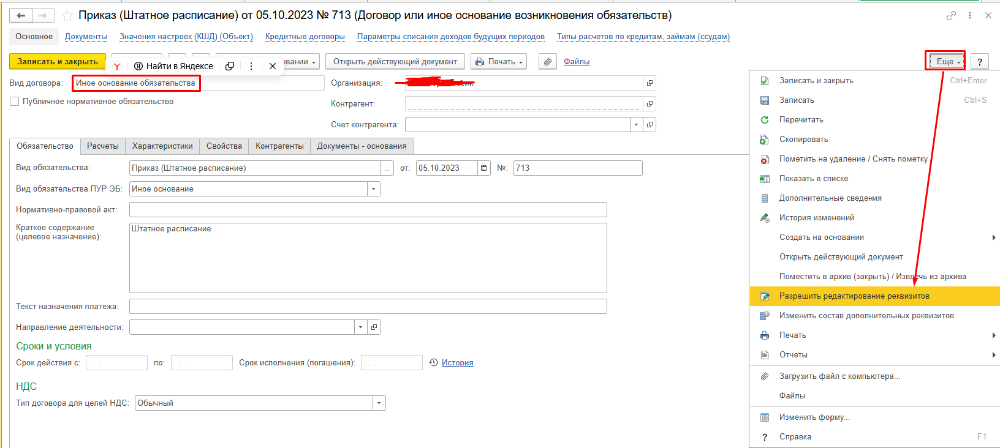 Приказ (Штатное расписание) от 05.10.2023 № 713 (Договор или иное основание возникновения обязательств)
Основное Документы Значения настроек (КШД) (Объект) Кредитные договоры Параметры списания доходов будущих периодов Типы расчетов по кредитам, займам (ссудам)
Записать и закрыть Найти в Яндексе овании Открыть действующий документ Печать Файлы Еще ?
Вид договора: Иное основание обязательства Организация:
Публичное нормативное обязательство Контрагент:
Счет контрагента:
Обязательство Расчеты Характеристики Свойства Контрагенты Документы - основания
Вид обязательства: Приказ (Штатное расписание) ... от: 05.10.2023 №: 713
Вид обязательства ПУР ЭБ: Иное основание
Нормативно-правовой акт:
Краткое содержание
(целевое назначение): Штатное расписание
Текст назначения платежа:
Направление деятельности:
Сроки и условия
Срок действия с: . . по: . . Срок исполнения (погашения): . . История
НДС
Тип договора для целей НДС: Обычный
Записать и закрыть Ctrl+Enter
Записать Ctrl+S
Перечитать
Скопировать
Пометить на удаление / Снять пометку
Показать в списке
Дополнительные сведения
История изменений
Создать на основании
Открыть действующий документ
Поместить в архив (закрыть) / Извлечь из архива
Разрешить редактирование реквизитов
Изменить состав дополнительных реквизитов
Печать
Отчеты
Загрузить файл с компьютера...
Файлы
Изменить форму...
? Справка F1